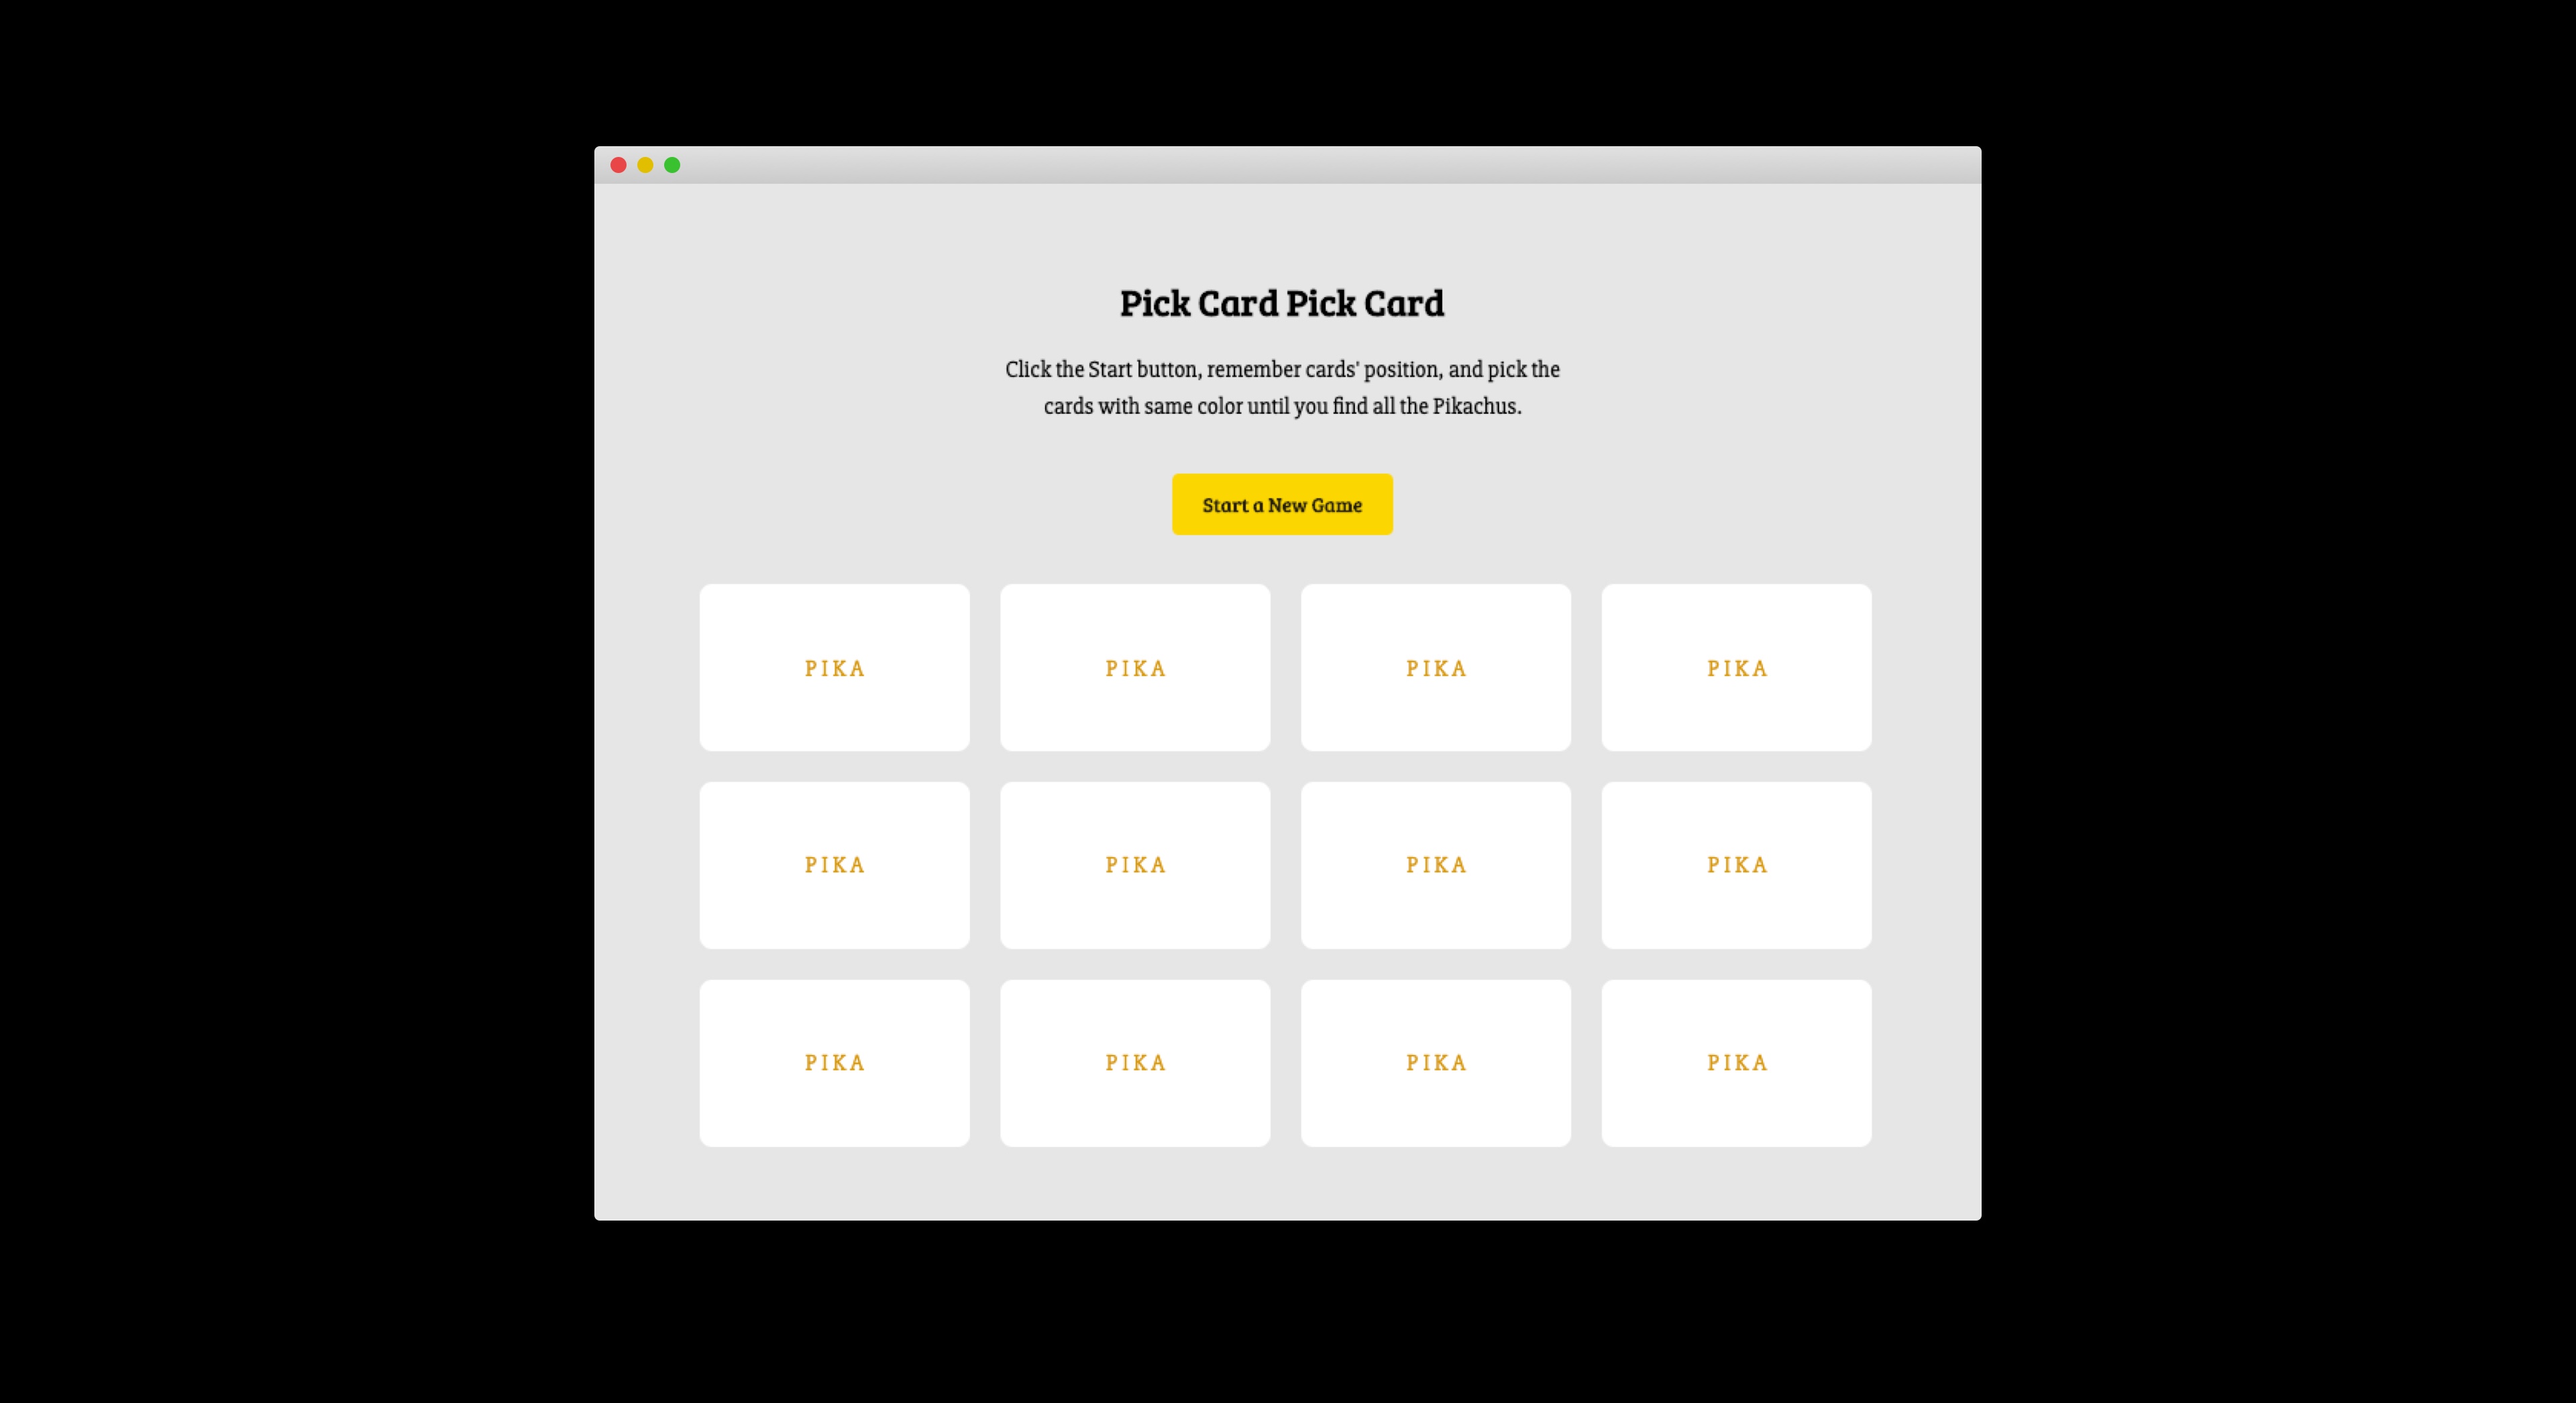 Pick Card Pick Card
Click the Start button, remember cards' position, and pick the
cards with same color until you find all the Pikachus.
Start a New Game
PIKA PIKA PIKA PIKA
PIKA PIKA PIKA PIKA
PIKA PIKA PIKA PIKA